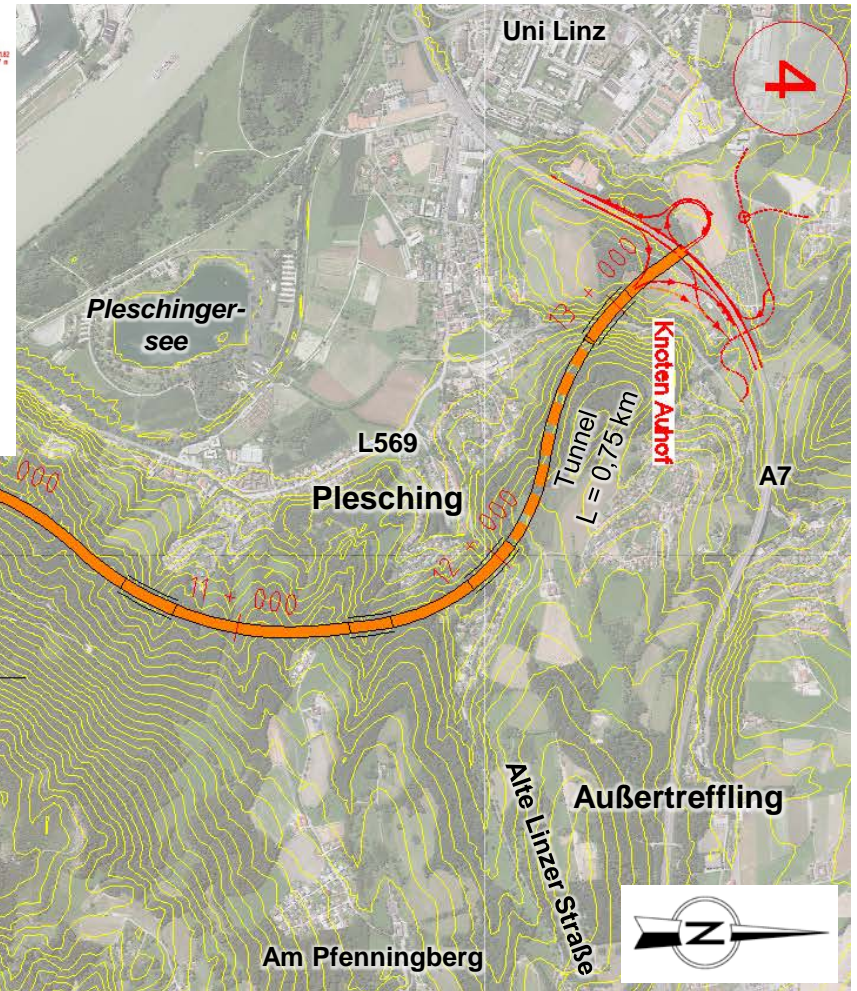 Uni Linz
4
Pleschinger-
see
13 + 000
Knoten Auhof
L569
Tunnel
L = 0,75 km
A7
Plesching
000
12 + 000
11 + 000
Alte Linzer Straße
Außertreffling
Am Pfenningberg
N